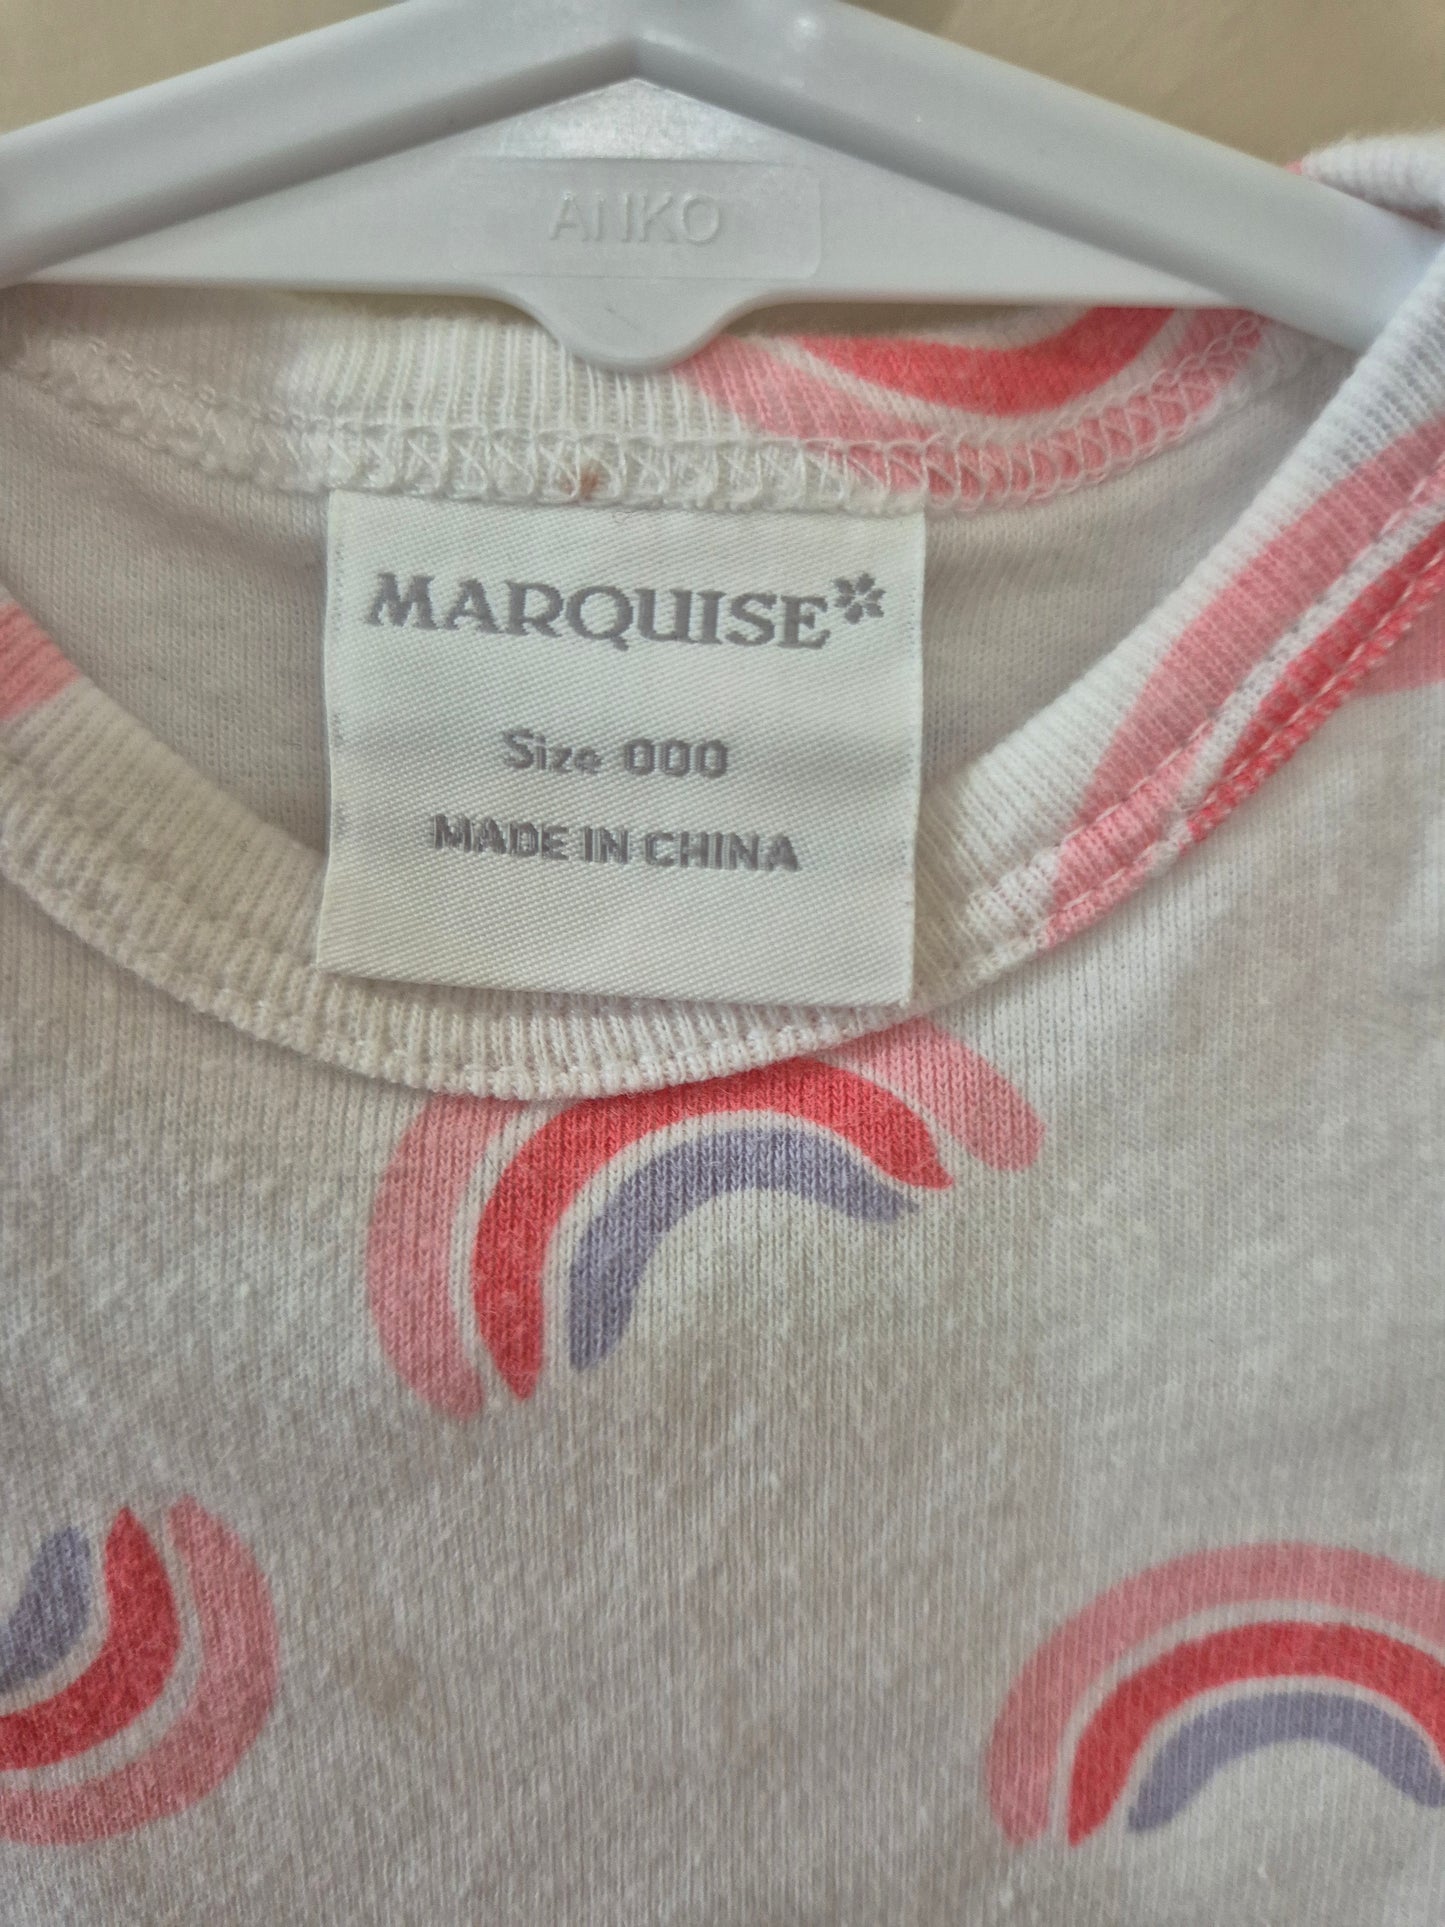 ANKO
MARQUISE
Size 000
MADE IN CHINA